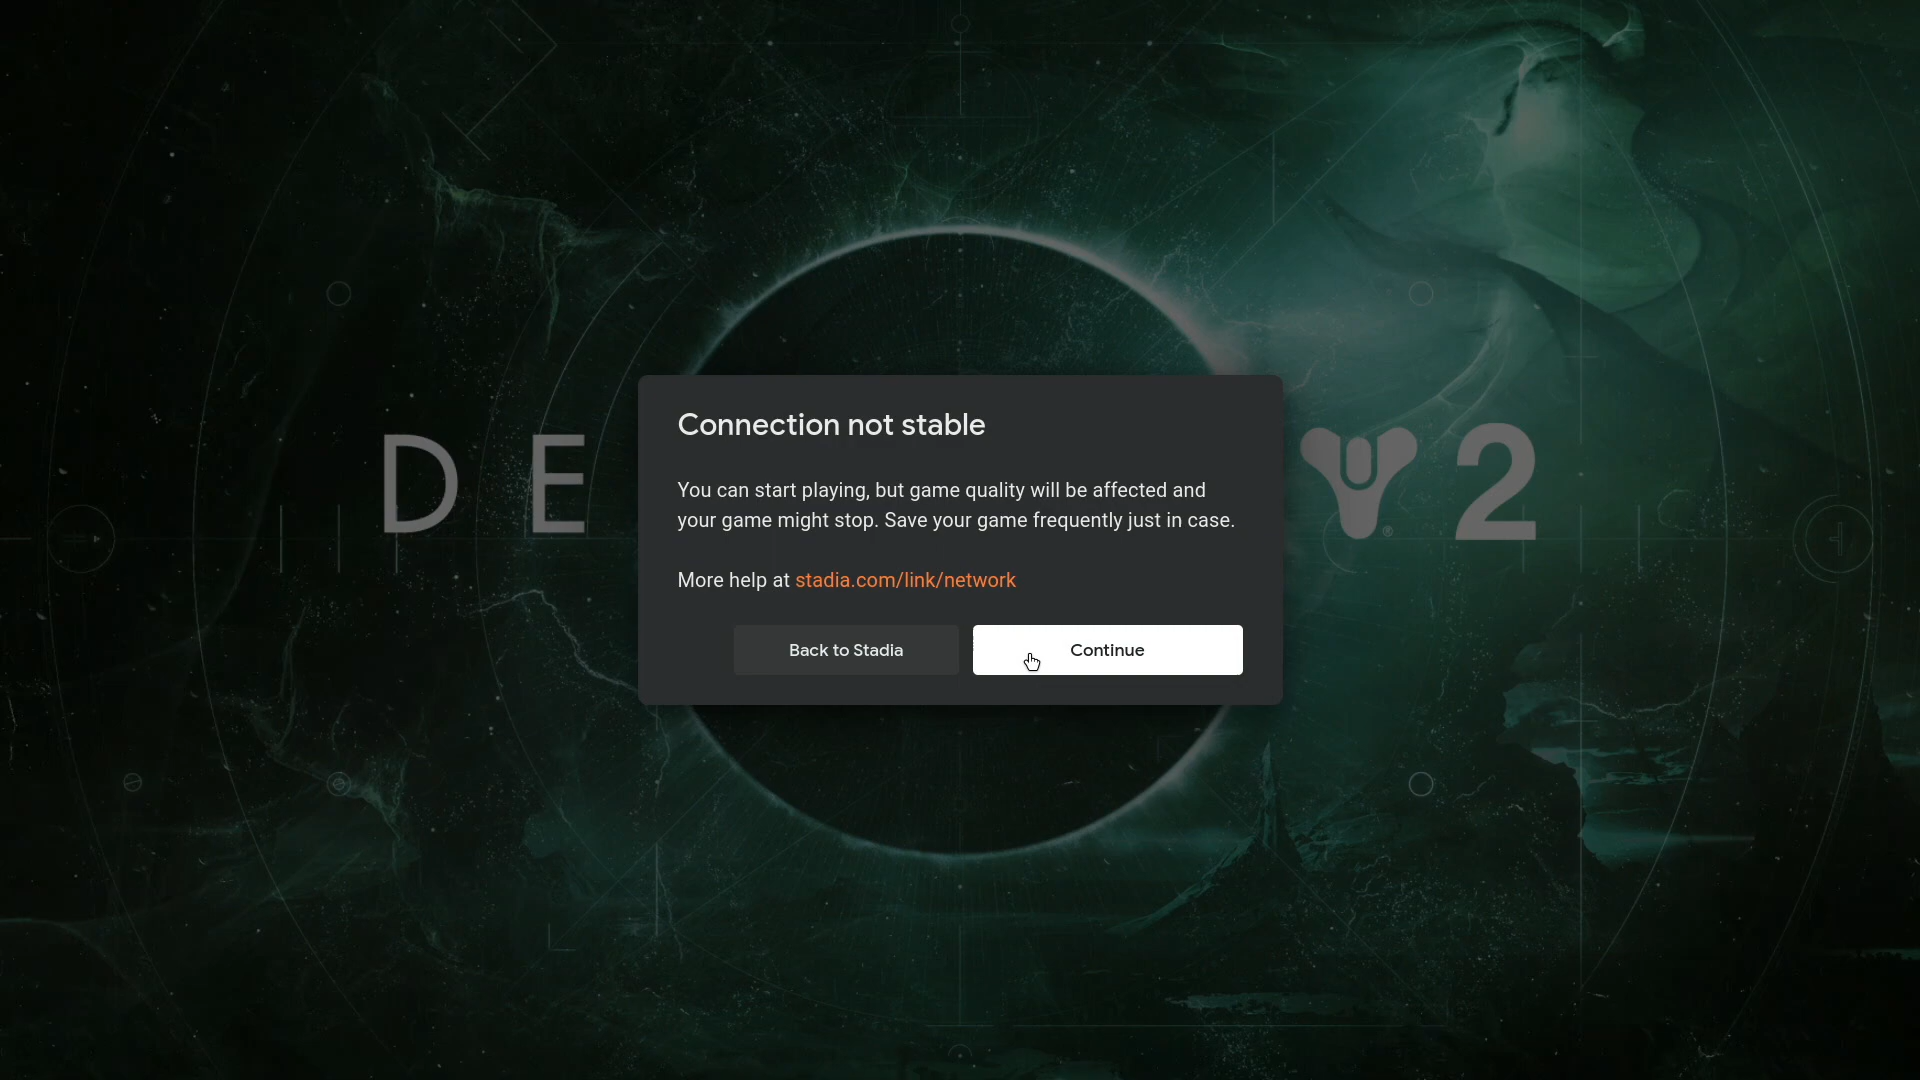 Connection not stable
DE
2
You can start playing, but game quality will be affected and
your game might stop. Save your game frequently just in case.
More help at stadia.com/link/network
Back to Stadia
Continue